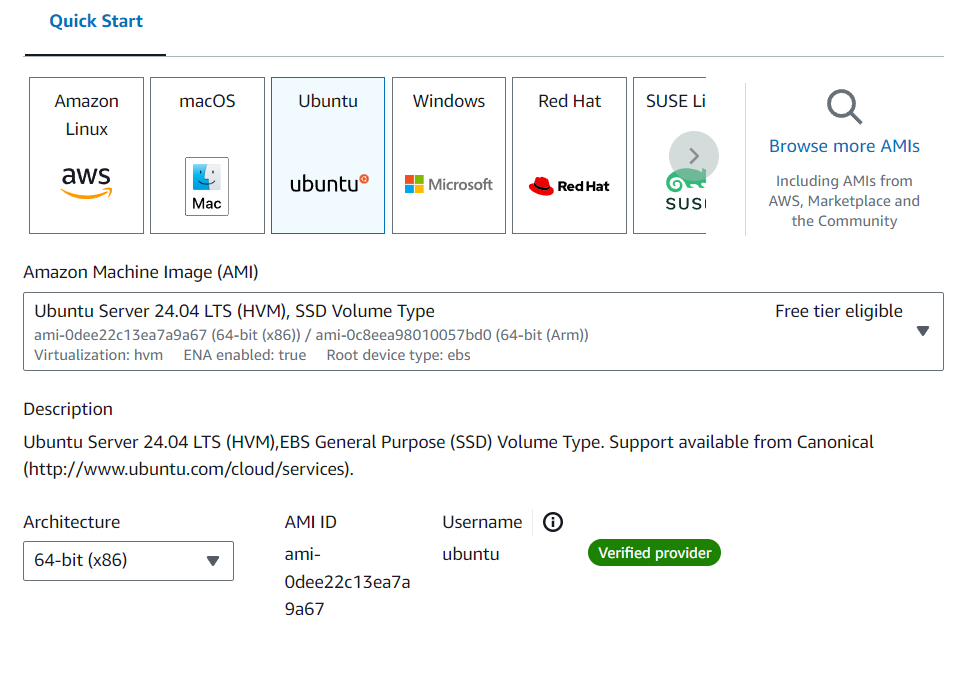 Quick Start
Amazon
Linux
aws
macOS
Mac
Ubuntu
ubuntu
Windows
Microsoft
Red Hat
Red Hat
SUSE Li
SUS
Browse more AMIs
Including AMIs from
AWS, Marketplace and
the Community
Amazon Machine Image (AMI)
Ubuntu Server 24.04 LTS (HVM), SSD Volume Type
Free tier eligible
ami-0dee22c13ea7a9a67 (64-bit (x86)) / ami-0c8eea98010057bd0 (64-bit (Arm))
Virtualization: hvm ENA enabled: true Root device type: ebs
Description
Ubuntu Server 24.04 LTS (HVM),EBS General Purpose (SSD) Volume Type. Support available from Canonical
(http://www.ubuntu.com/cloud/services).
Architecture
64-bit (x86)
AMI ID
ami-
0dee22c13ea7a
9a67
Username
ubuntu
Verified provider